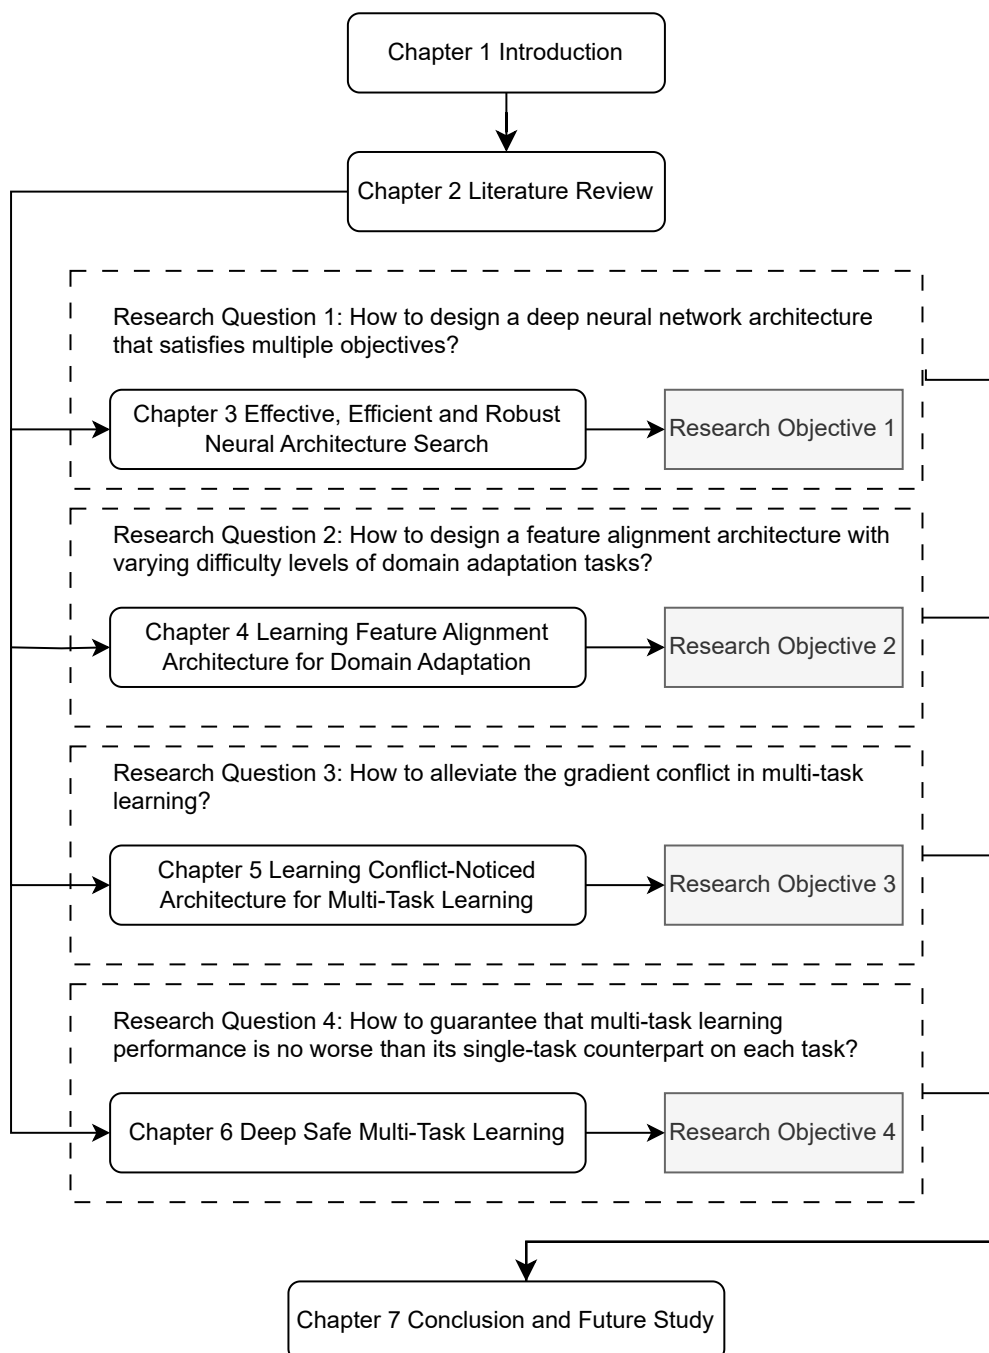 Chapter 1 Introduction
Chapter 2 Literature Review
Research Question 1: How to design a deep neural network architecture
that satisfies multiple objectives?
Chapter 3 Effective, Efficient and Robust
Neural Architecture Search
Research Objective 1
Research Question 2: How to design a feature alignment architecture with
varying difficulty levels of domain adaptation tasks?
Chapter 4 Learning Feature Alignment
Architecture for Domain Adaptation
Research Objective 2
Research Question 3: How to alleviate the gradient conflict in multi-task
learning?
Chapter 5 Learning Conflict-Noticed
Architecture for Multi-Task Learning
Research Objective 3
Research Question 4: How to guarantee that multi-task learning
performance is no worse than its single-task counterpart on each task?
Chapter 6 Deep Safe Multi-Task Learning
Research Objective 4
Chapter 7 Conclusion and Future Study